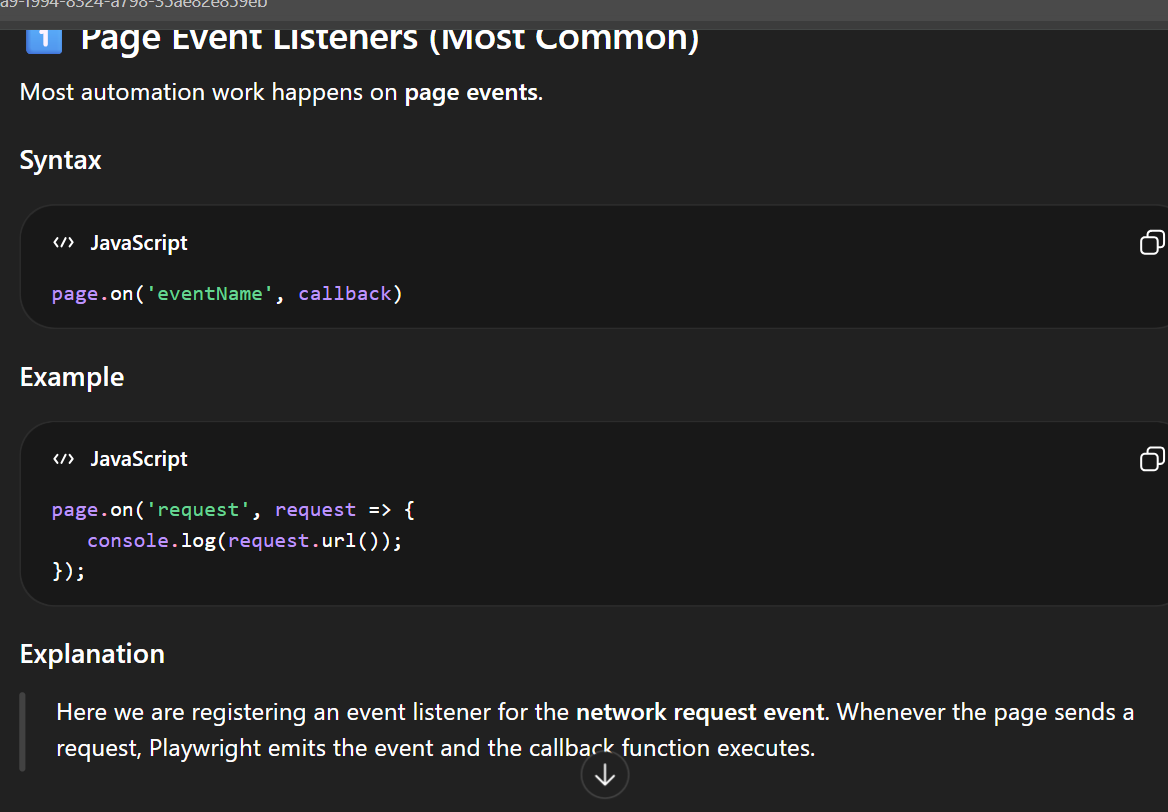 1 Page Event Listeners (Most Common)
Most automation work happens on page events.
Syntax
</> JavaScript
page.on('eventName', callback)
Example
</> JavaScript
page.on('request', request => {
   console.log(request.url());
});
Explanation
Here we are registering an event listener for the network request event. Whenever the page sends a
request, Playwright emits the event and the callback function executes.